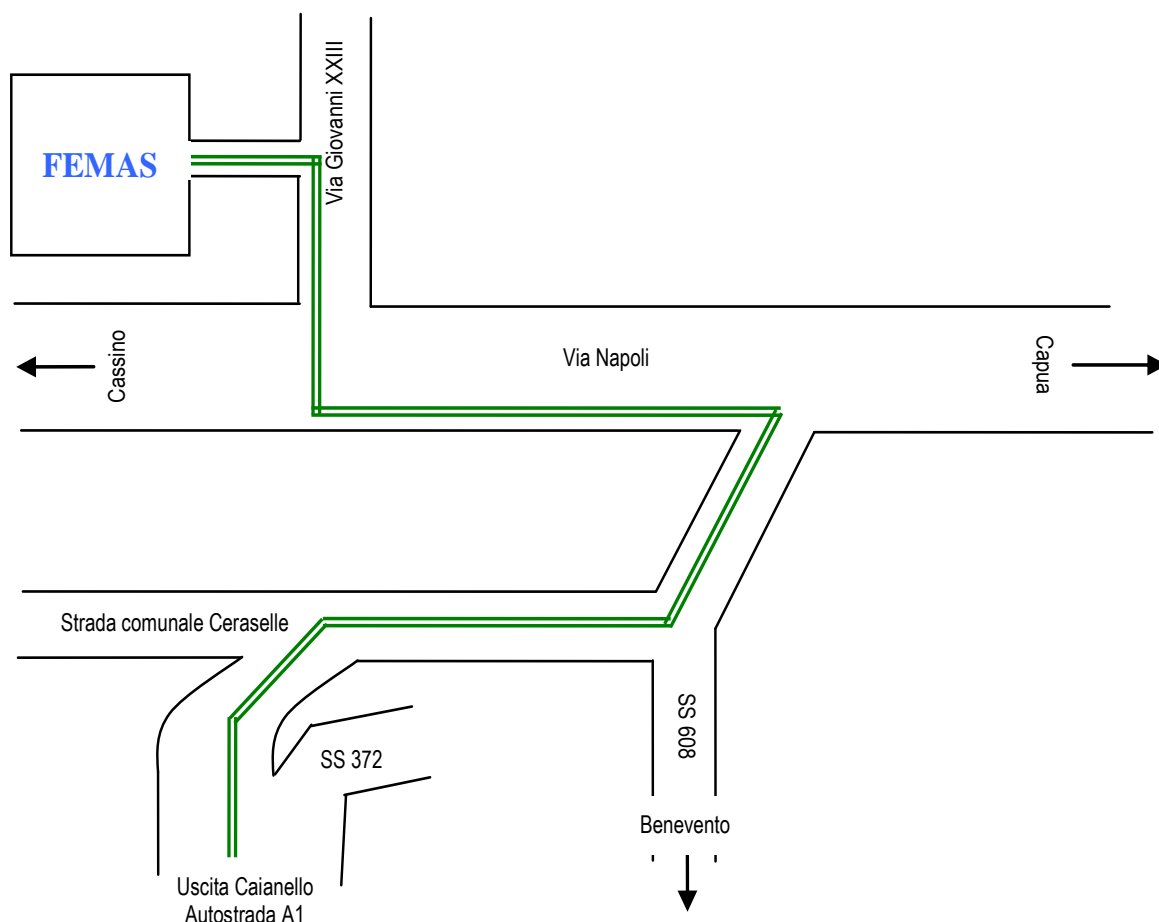 Via Giovanni XXIII
FEMAS
Cassino
Via Napoli
Capua
Strada comunale Ceraselle
SS 372
SS 608
Benevento
Uscita Caianello
Autostrada A1